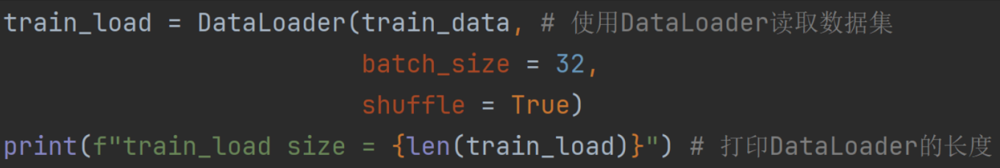 train_load = DataLoader(train_data, # 使用DataLoader读取数据集
batch_size = 32,
shuffle = True)
print(f"train_load size = {len(train_load)}") # 打印DataLoader的长度